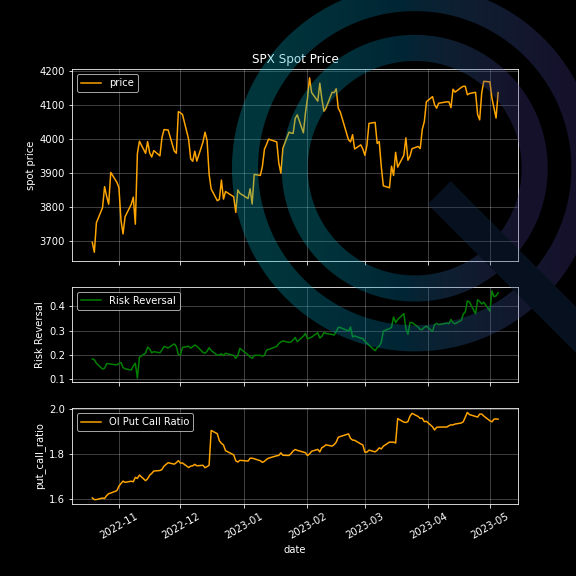 SPX Spot Price
4200
price
4100
4000
3900
3800
3700
spot price
Risk Reversal
0.4
0.3
0.2
0.1
Risk Reversal
2.0
OI Put Call Ratio
1.8
1.6
put_call_ratio
2022-11
2022-12
2023-01
2023-02
2023-03
2023-04
2023-05
date